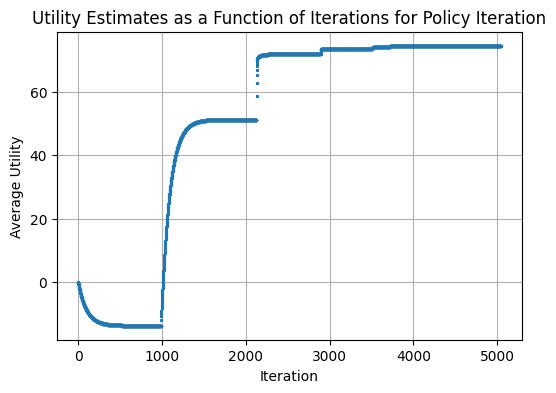 Utility Estimates as a Function of Iterations for Policy Iteration
Average Utility
60
40
20
0
0 1000 2000 3000 4000 5000
Iteration